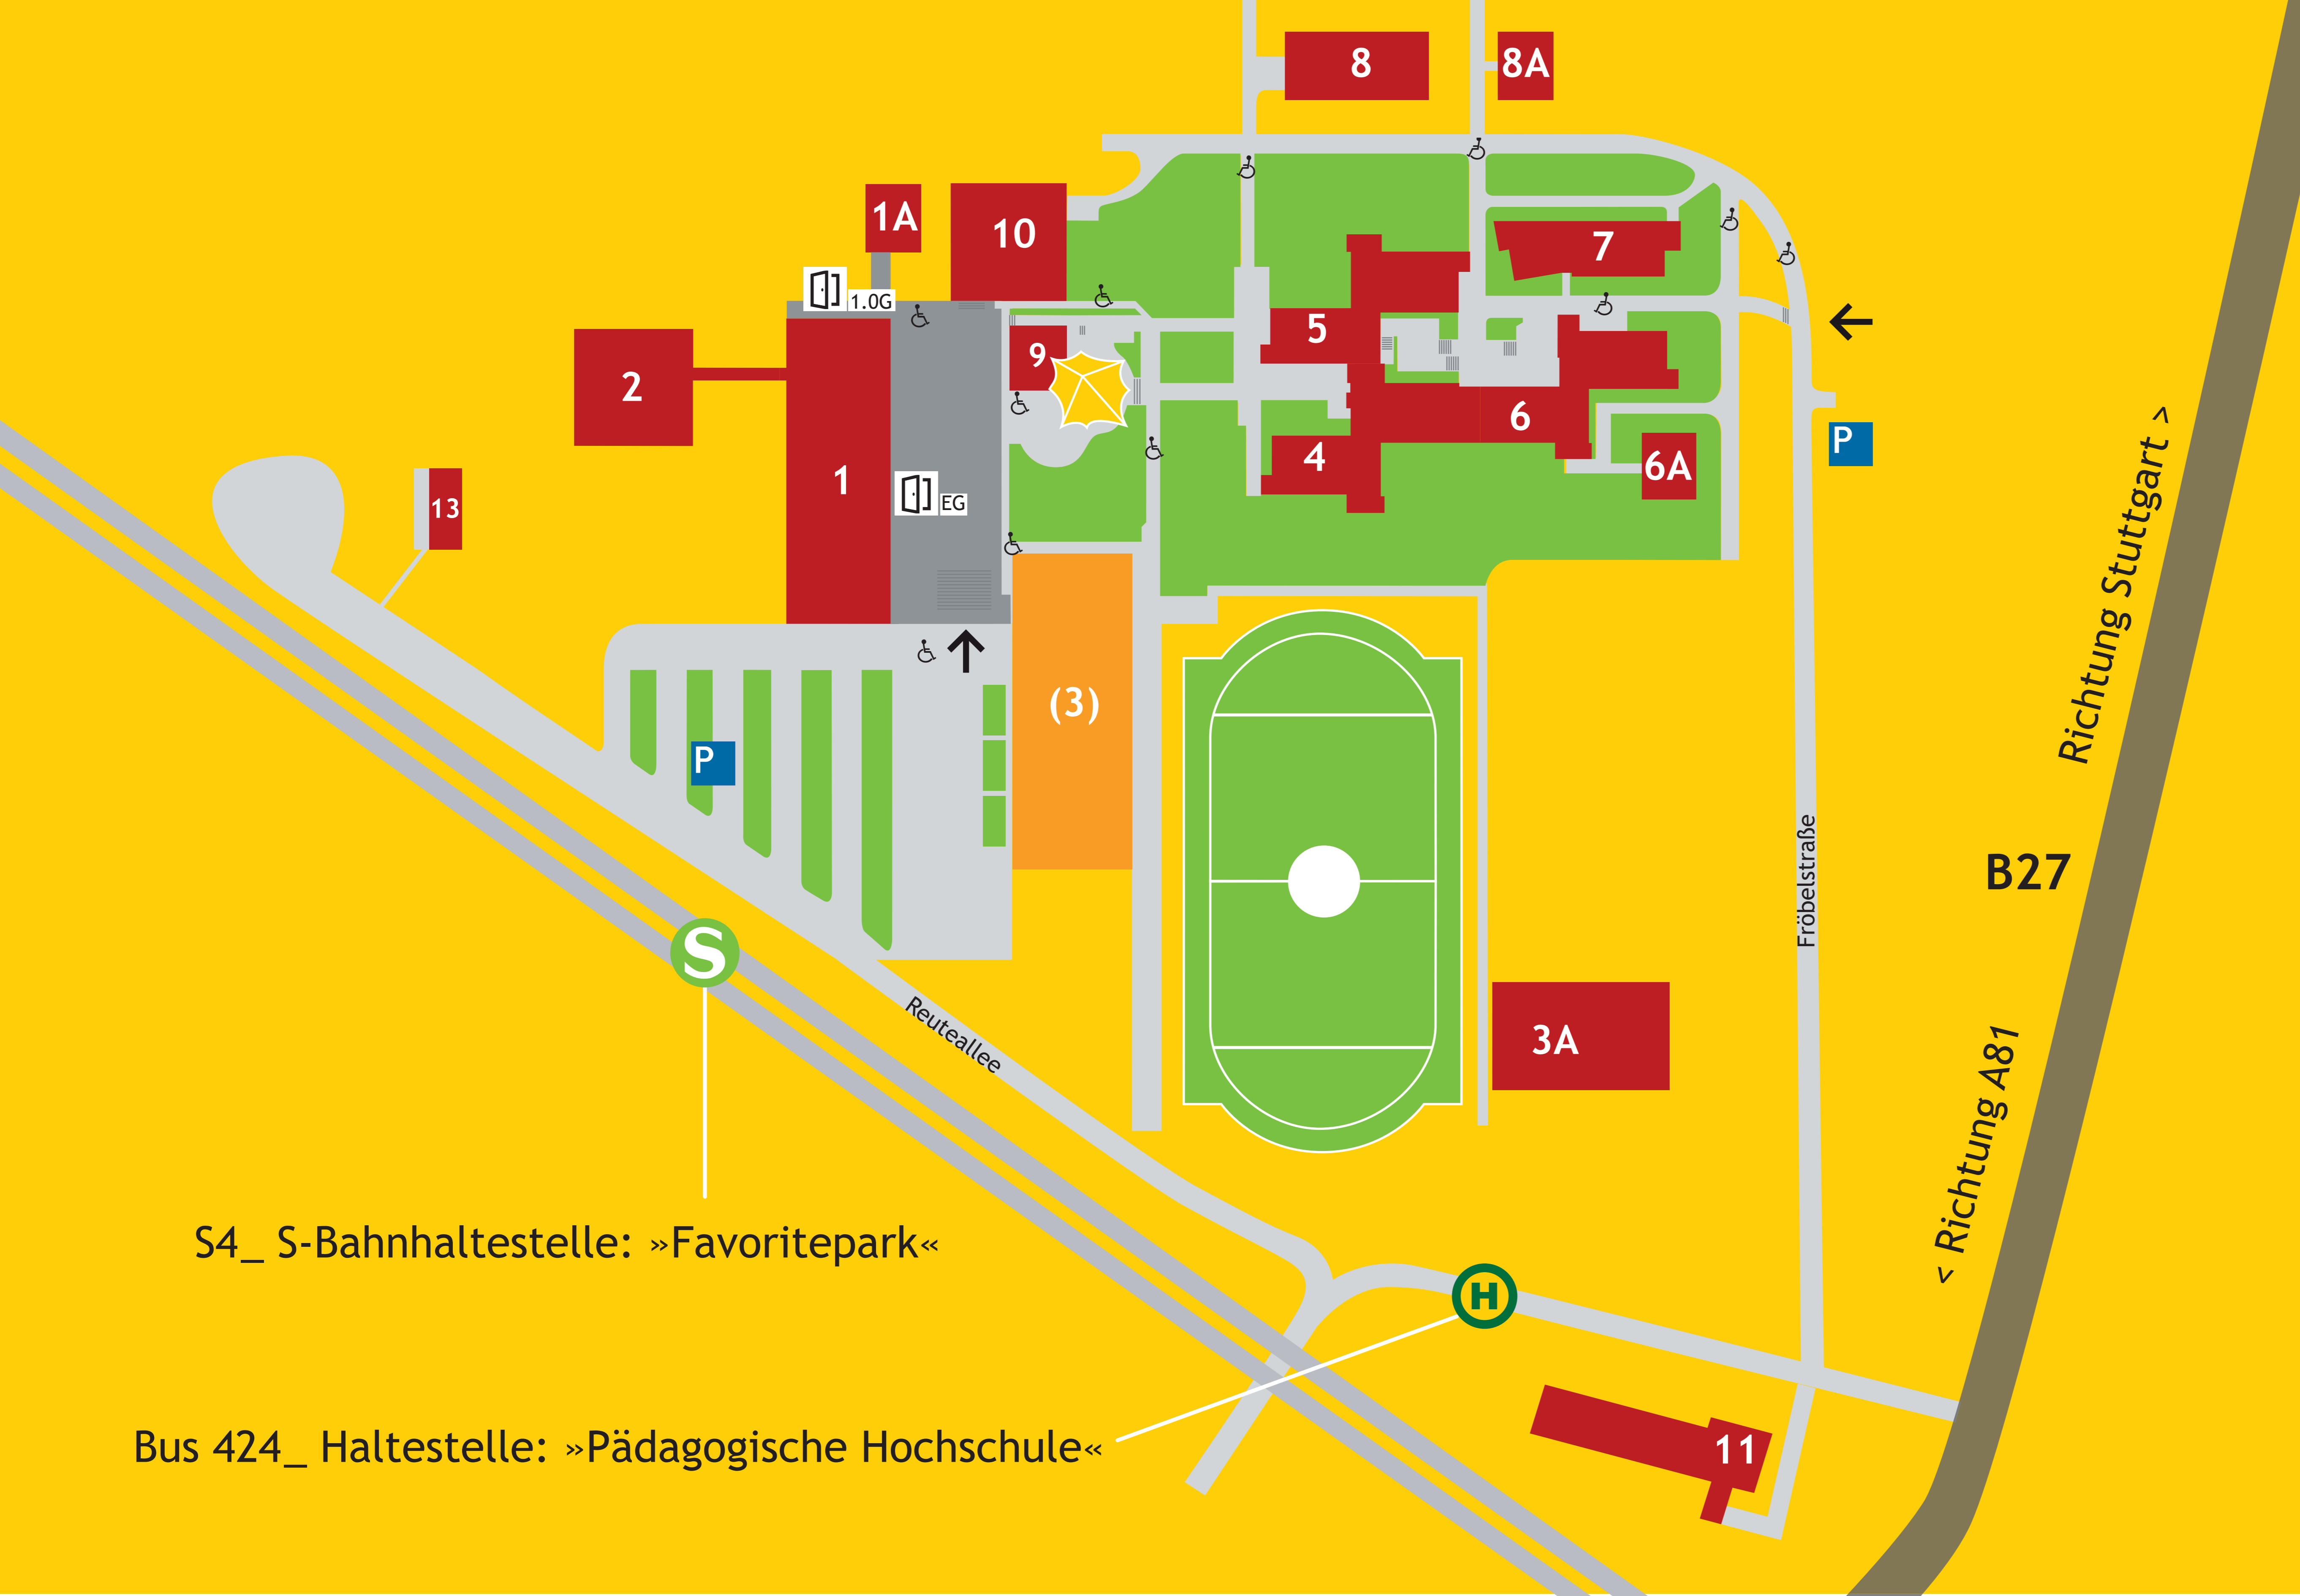 8
8A
1A
10
7
1.0G
5
9
2
6
4
6A
P
1
EG
13
Richtung Stuttgart >
(3)
P
B27
Fröbelstraße
S
Reuteallee
3A
< Richtung A81
S4_ S-Bahnhaltestelle: »Favoritepark«
H
Bus 424_ Haltestelle: »Pädagogische Hochschule«
11